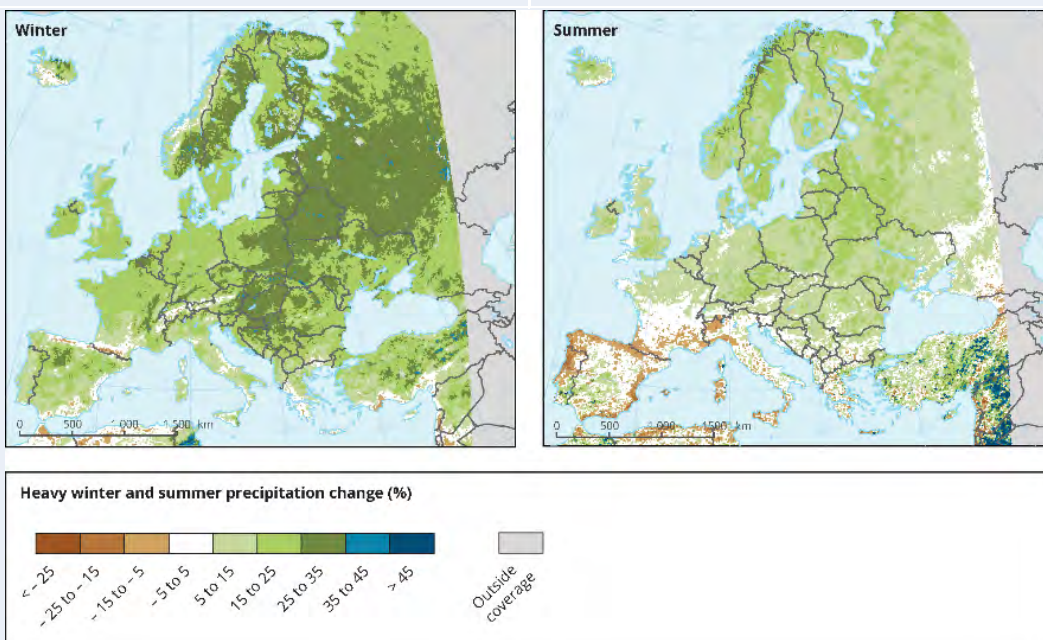 Winter
Summer
0 500 1 000 1 500 km
0 500 1 000 1 500 km
Heavy winter and summer precipitation change (%)
< – 25
– 25 to – 15
– 15 to – 5
– 5 to 5
5 to 15
15 to 25
25 to 35
35 to 45
> 45
Outside
coverage